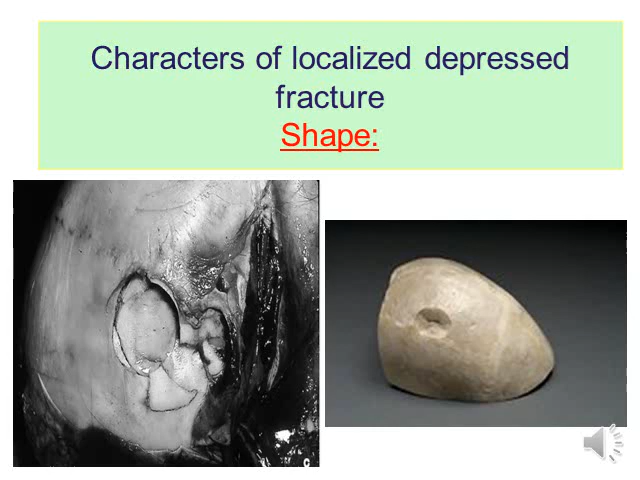 Characters of localized depressed
fracture
Shape:
c